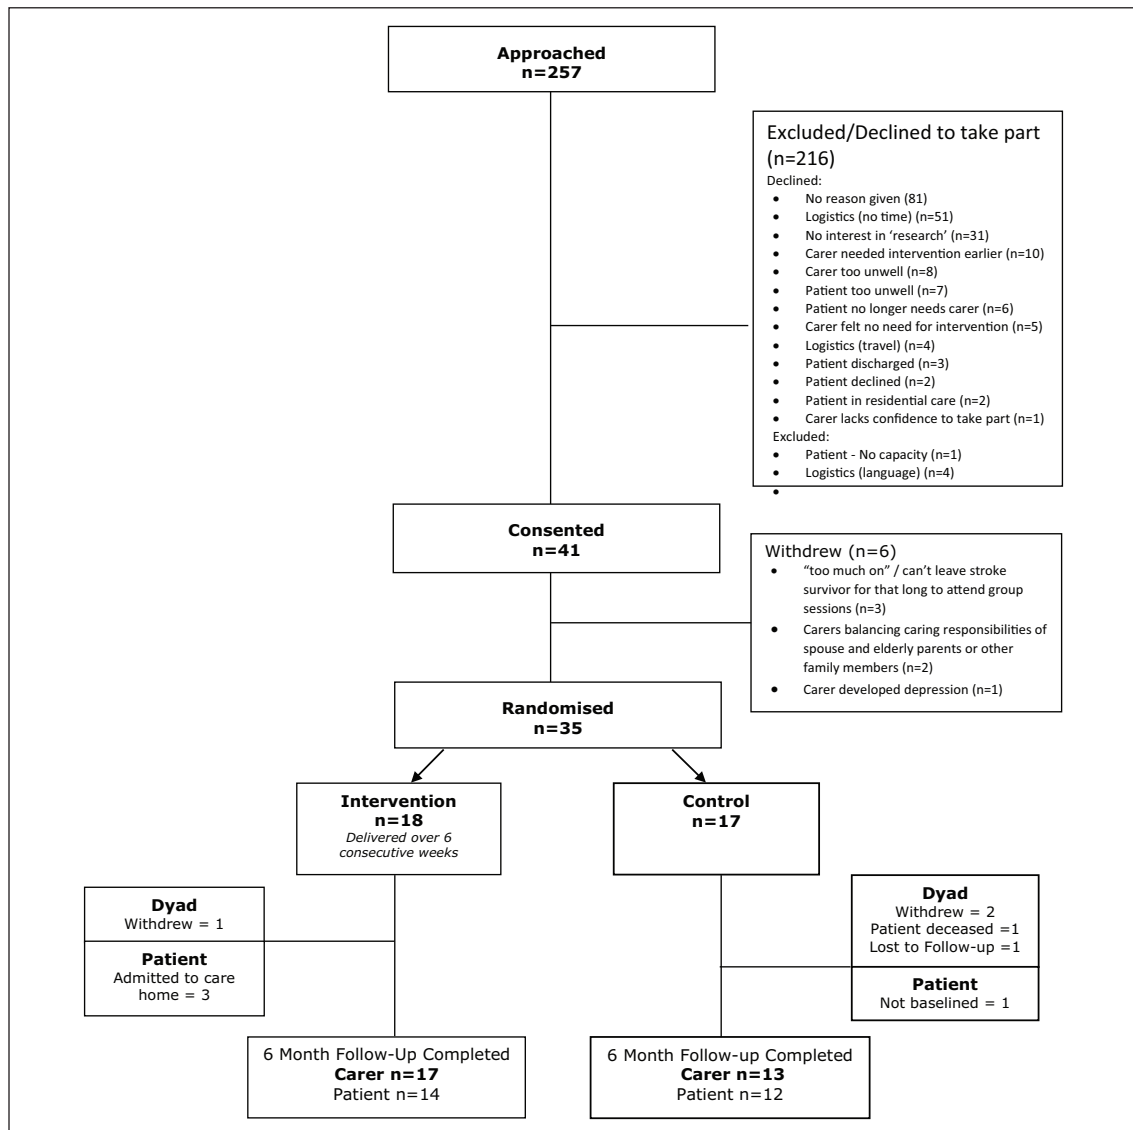 Approached
n=257
Excluded/Declined to take part
(n=216)
Declined:
• No reason given (81)
• Logistics (no time) (n=51)
• No interest in ‘research’ (n=31)
• Carer needed intervention earlier (n=10)
• Carer too unwell (n=8)
• Patient too unwell (n=7)
• Patient no longer needs carer (n=6)
• Carer felt no need for intervention (n=5)
• Logistics (travel) (n=4)
• Patient discharged (n=3)
• Patient declined (n=2)
• Patient in residential care (n=2)
• Carer lacks confidence to take part (n=1)
Excluded:
• Patient - No capacity (n=1)
• Logistics (language) (n=4)
•
Consented
n=41
Withdrew (n=6)
• “too much on” / can’t leave stroke
survivor for that long to attend group
sessions (n=3)
• Carers balancing caring responsibilities of
spouse and elderly parents or other
family members (n=2)
• Carer developed depression (n=1)
Randomised
n=35
Intervention
n=18
Delivered over 6
consecutive weeks
Control
n=17
Dyad
Withdrew = 1
Patient
Admitted to care
home = 3
Dyad
Withdrew = 2
Patient deceased =1
Lost to Follow-up =1
Patient
Not baselined = 1
6 Month Follow-Up Completed
Carer n=17
Patient n=14
6 Month Follow-up Completed
Carer n=13
Patient n=12